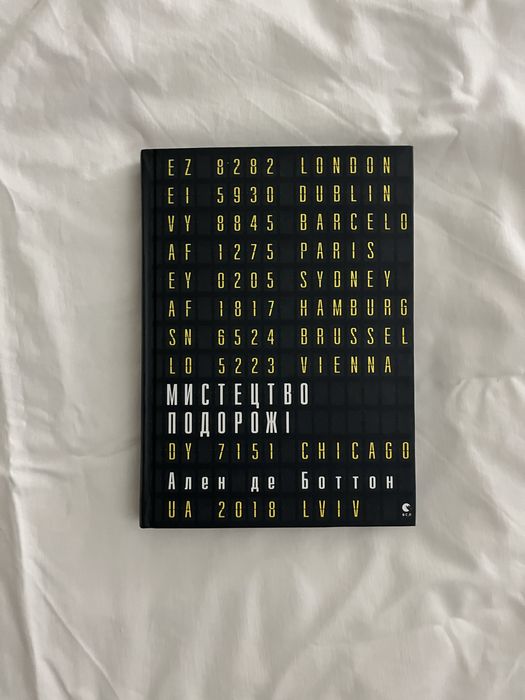 EZ 8282 LONDON
EI 5930 DUBLIN
VY 8845 BARCELO
AF 1275 PARIS
EY 0205 SYDNEY
AF 1817 HAMBURG
SN 6524 BRUSSEL
LO 5223 VIENNA
МИСТЕЦТВО
ПОДОРОЖІ
DY 7151 CHICAGO
Ален де Боттон
UA 2018 LVIV